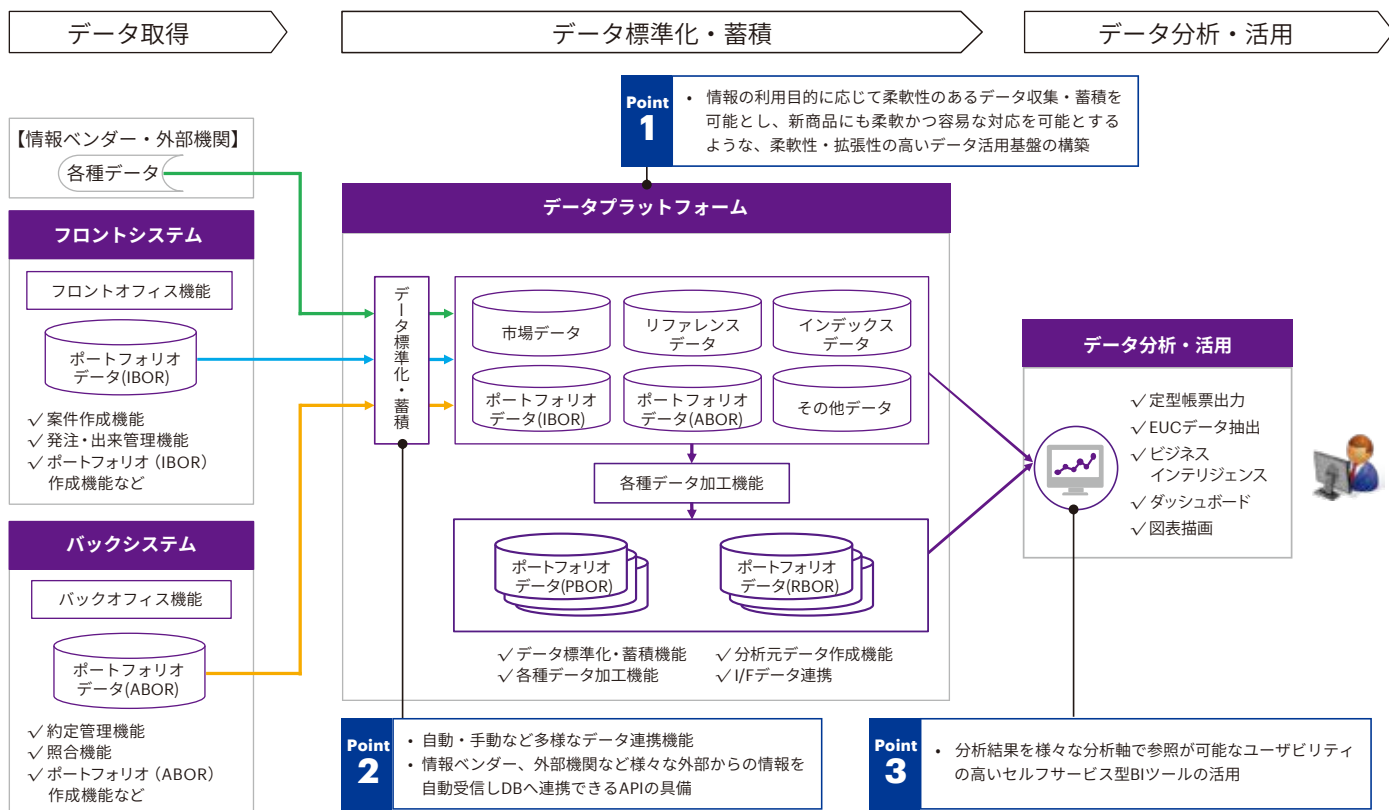 データ取得
データ標準化・蓄積
データ分析・活用
Point
1
• 情報の利用目的に応じて柔軟性のあるデータ収集・蓄積を
可能とし、新商品にも柔軟かつ容易な対応を可能とする
ような、柔軟性・拡張性の高いデータ活用基盤の構築
【情報ベンダー・外部機関】
各種データ
フロントシステム
フロントオフィス機能
ポートフォリオ
データ(IBOR)
✓案件作成機能
✓発注・出来管理機能
✓ポートフォリオ（IBOR）
作成機能など
バックシステム
バックオフィス機能
ポートフォリオ
データ(ABOR)
✓約定管理機能
✓照合機能
✓ポートフォリオ（ABOR）
作成機能など
データプラットフォーム
データ標準化・蓄積
市場データ
リファレンス
データ
インデックス
データ
ポートフォリオ
データ(IBOR)
ポートフォリオ
データ(ABOR)
その他データ
各種データ加工機能
ポートフォリオ
データ(PBOR)
ポートフォリオ
データ(RBOR)
✓データ標準化・蓄積機能
✓各種データ加工機能
✓分析元データ作成機能
✓I/Fデータ連携
データ分析・活用
✓定型帳票出力
✓EUCデータ抽出
✓ビジネス
インテリジェンス
✓ダッシュボード
✓図表描画
Point
2
• 自動・手動など多様なデータ連携機能
• 情報ベンダー、外部機関など様々な外部からの情報を
自動受信しDBへ連携できるAPIの具備
Point
3
• 分析結果を様々な分析軸で参照が可能なユーザビリティ
の高いセルフサービス型BIツールの活用